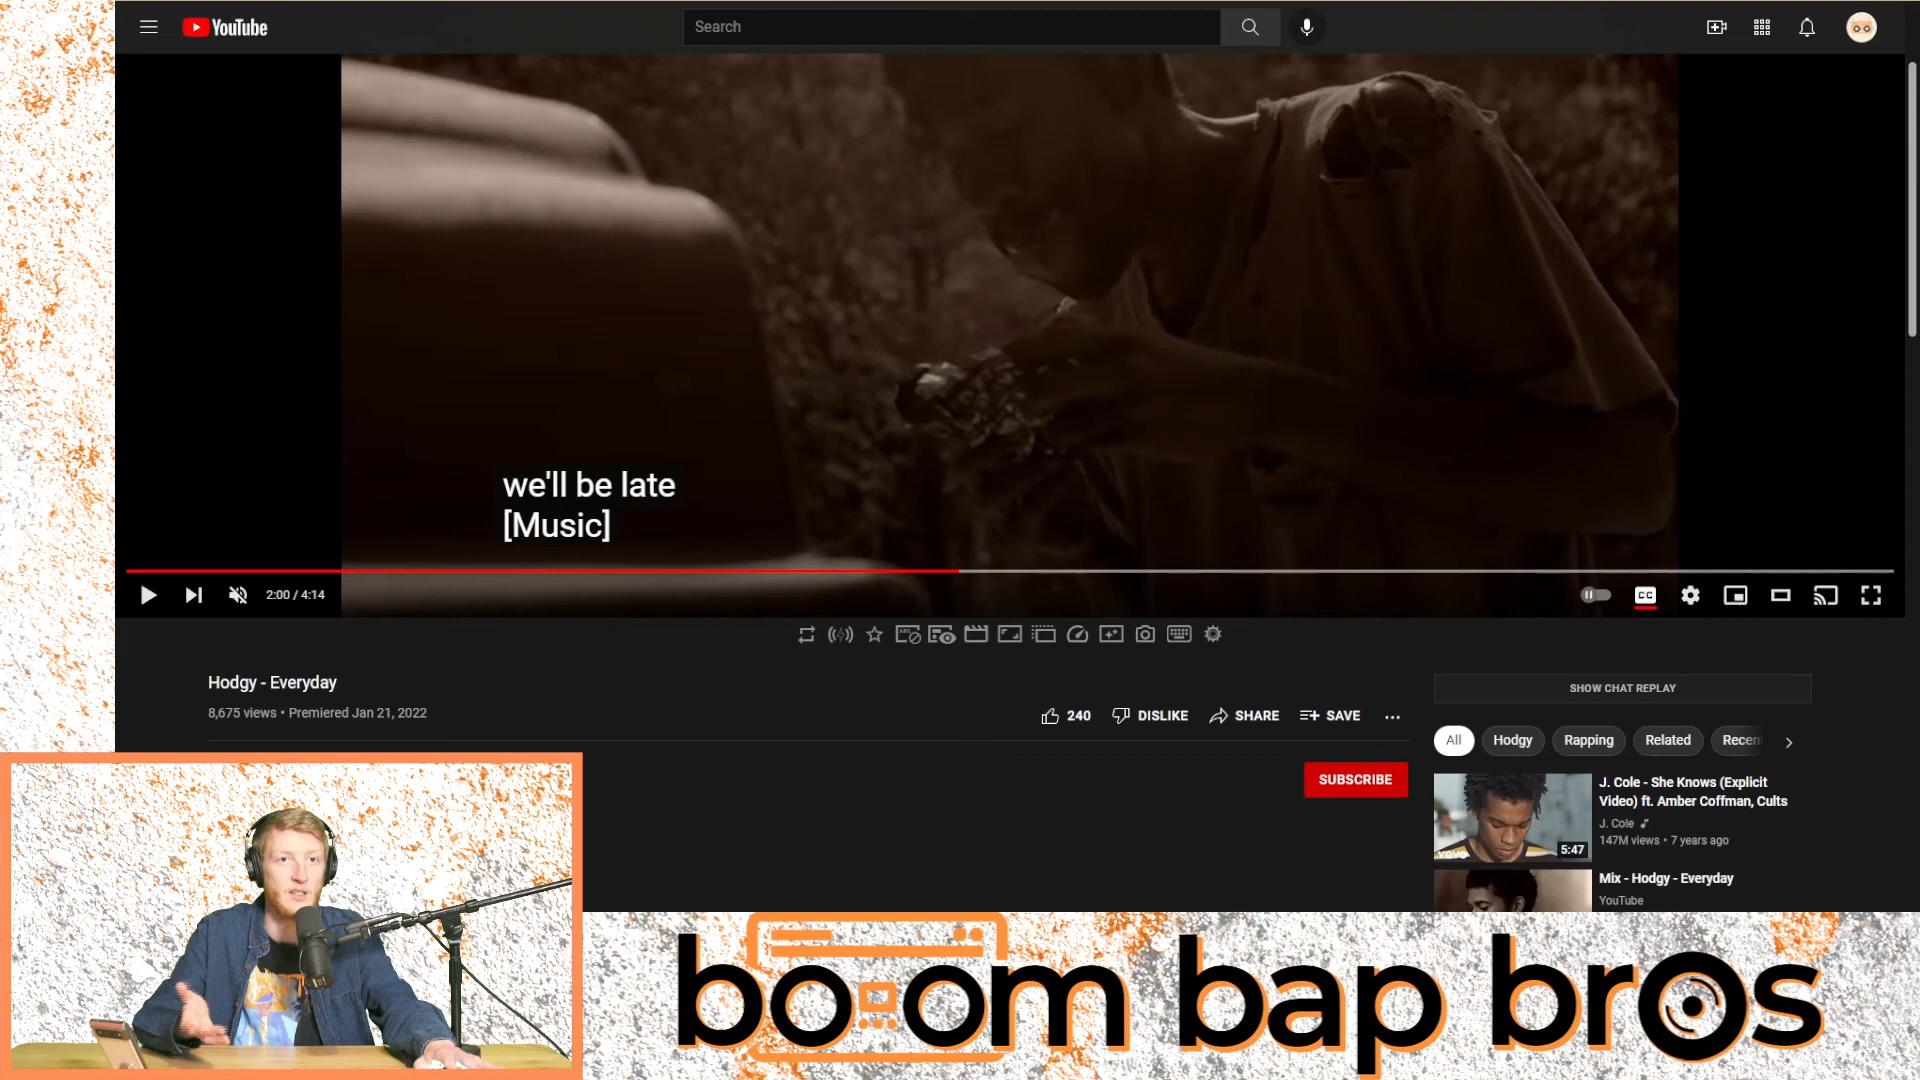 YouTube
Search
we'll be late
[Music]
2:00 / 4:14
CC
Hodgy - Everyday
8,675 views • Premiered Jan 21, 2022
240
DISLIKE
SHARE
SAVE
SUBSCRIBE
SHOW CHAT REPLAY
All
Hodgy
Rapping
Related
Recen
J. Cole - She Knows (Explicit
Video) ft. Amber Coffman, Cults
J. Cole
147M views • 7 years ago
vevo
5:47
Mix - Hodgy - Everyday
YouTube
boom bap bros